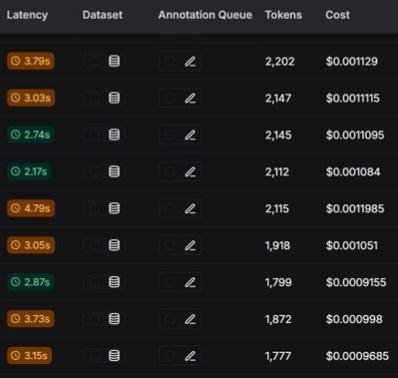 Latency Dataset Annotation Queue Tokens Cost
3.79s 2,202 $0.001129
3.03s 2,147 $0.0011115
2.74s 2,145 $0.0011095
2.17s 2,112 $0.001084
4.79s 2,115 $0.0011985
3.05s 1,918 $0.001051
2.87s 1,799 $0.0009155
3.73s 1,872 $0.000998
3.15s 1,777 $0.0009685